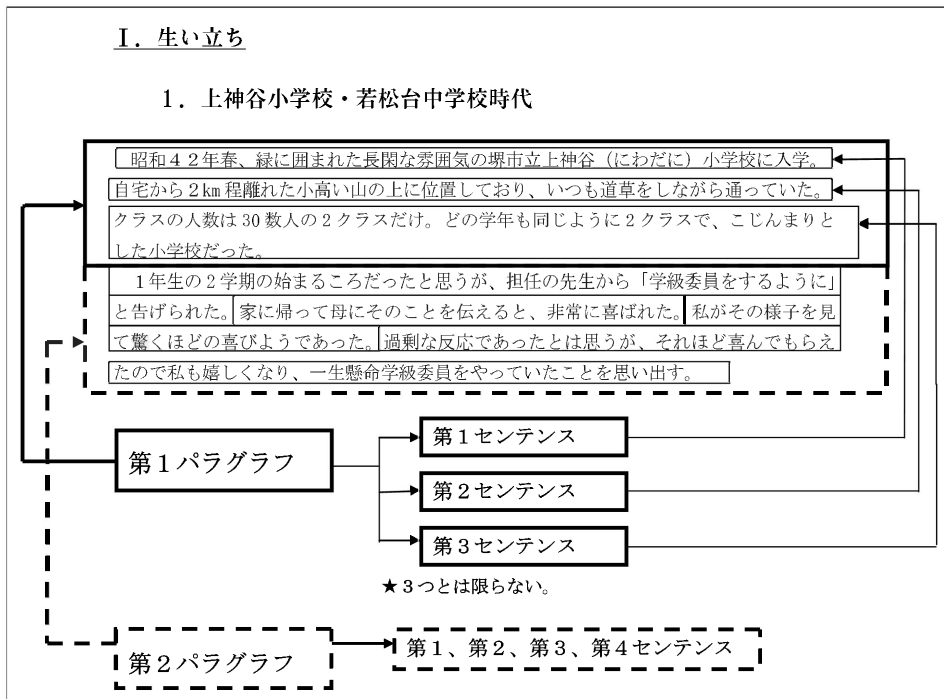 Ⅰ．生い立ち
１．上神谷小学校・若松台中学校時代
昭和４２年春、緑に囲まれた長閑な雰囲気の堺市立上神谷（にわだに）小学校に入学。
自宅から２km 程離れた小高い山の上に位置しており、いつも道草をしながら通っていた。
クラスの人数は 30 数人の２クラスだけ。どの学年も同じように２クラスで、こじんまりと
した小学校だった。
１年生の２学期の始まるころだったと思うが、担任の先生から「学級委員をするように」
と告げられた。家に帰って母にそのことを伝えると、非常に喜ばれた。私がその様子を見
て驚くほどの喜びようであった。過剰な反応であったとは思うが、それほど喜んでもらえ
たので私も嬉しくなり、一生懸命学級委員をやっていたことを思い出す。
第１パラグラフ
第１センテンス
第２センテンス
第３センテンス
★３つとは限らない。
第２パラグラフ
第１、第２、第３、第４センテンス